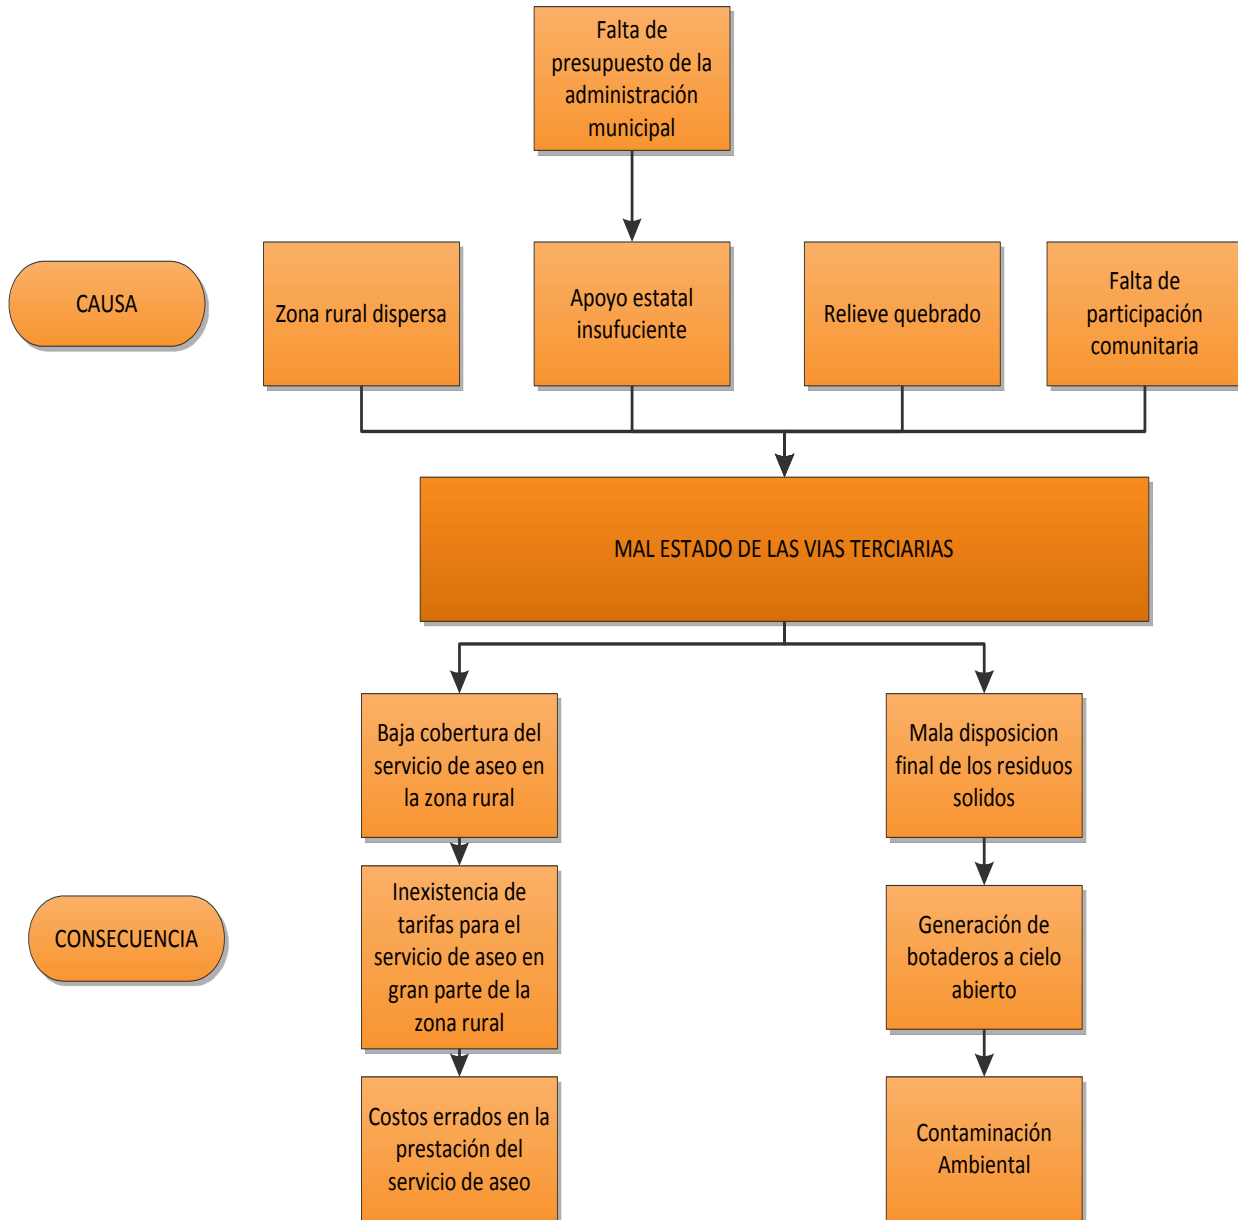 Falta de
presupuesto de la
administración
municipal
CAUSA
Zona rural dispersa
Apoyo estatal
insufuciente
Relieve quebrado
Falta de
participación
comunitaria
MAL ESTADO DE LAS VIAS TERCIARIAS
Baja cobertura del
servicio de aseo en
la zona rural
Mala disposicion
final de los residuos
solidos
CONSECUENCIA
Inexistencia de
tarifas para el
servicio de aseo en
gran parte de la
zona rural
Generación de
botaderos a cielo
abierto
Costos errados en la
prestación del
servicio de aseo
Contaminación
Ambiental